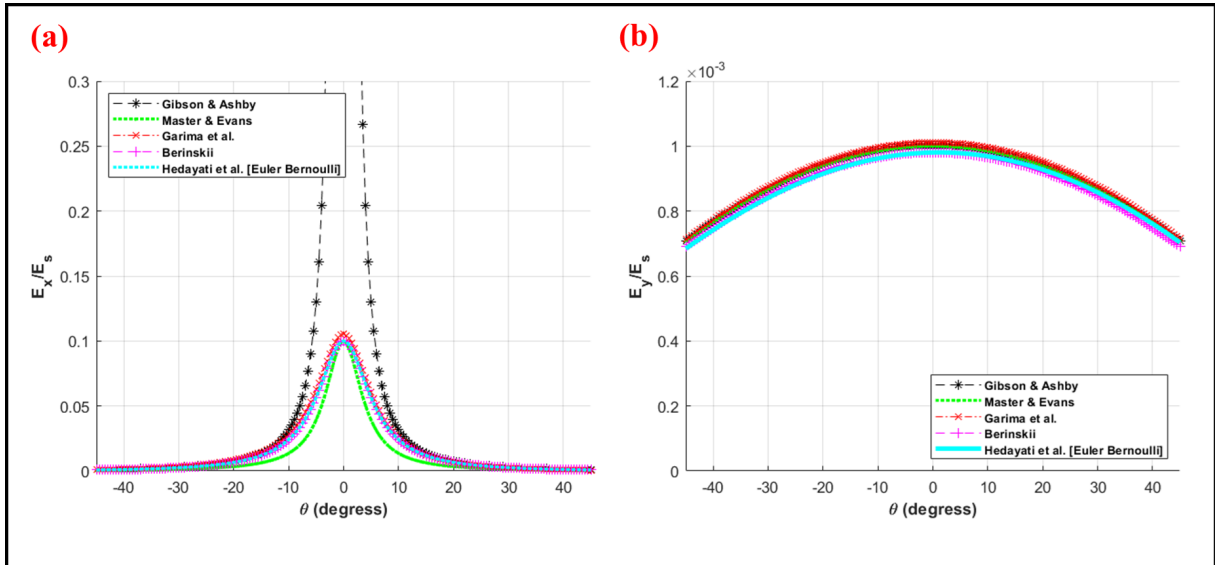 (a)
0.3
0.25
0.2
0.15
0.1
0.05
0
E_x/E_s
Gibson & Ashby
Master & Evans
Garima et al.
Berinskii
Hedayati et al. [Euler Bernoulli]
-40 -30 -20 -10 0 10 20 30 40
θ (degress)
(b)
×10⁻³
1.2
1
0.8
0.6
0.4
0.2
0
E_y/E_s
Gibson & Ashby
Master & Evans
Garima et al.
Berinskii
Hedayati et al. [Euler Bernoulli]
-40 -30 -20 -10 0 10 20 30 40
θ (degress)